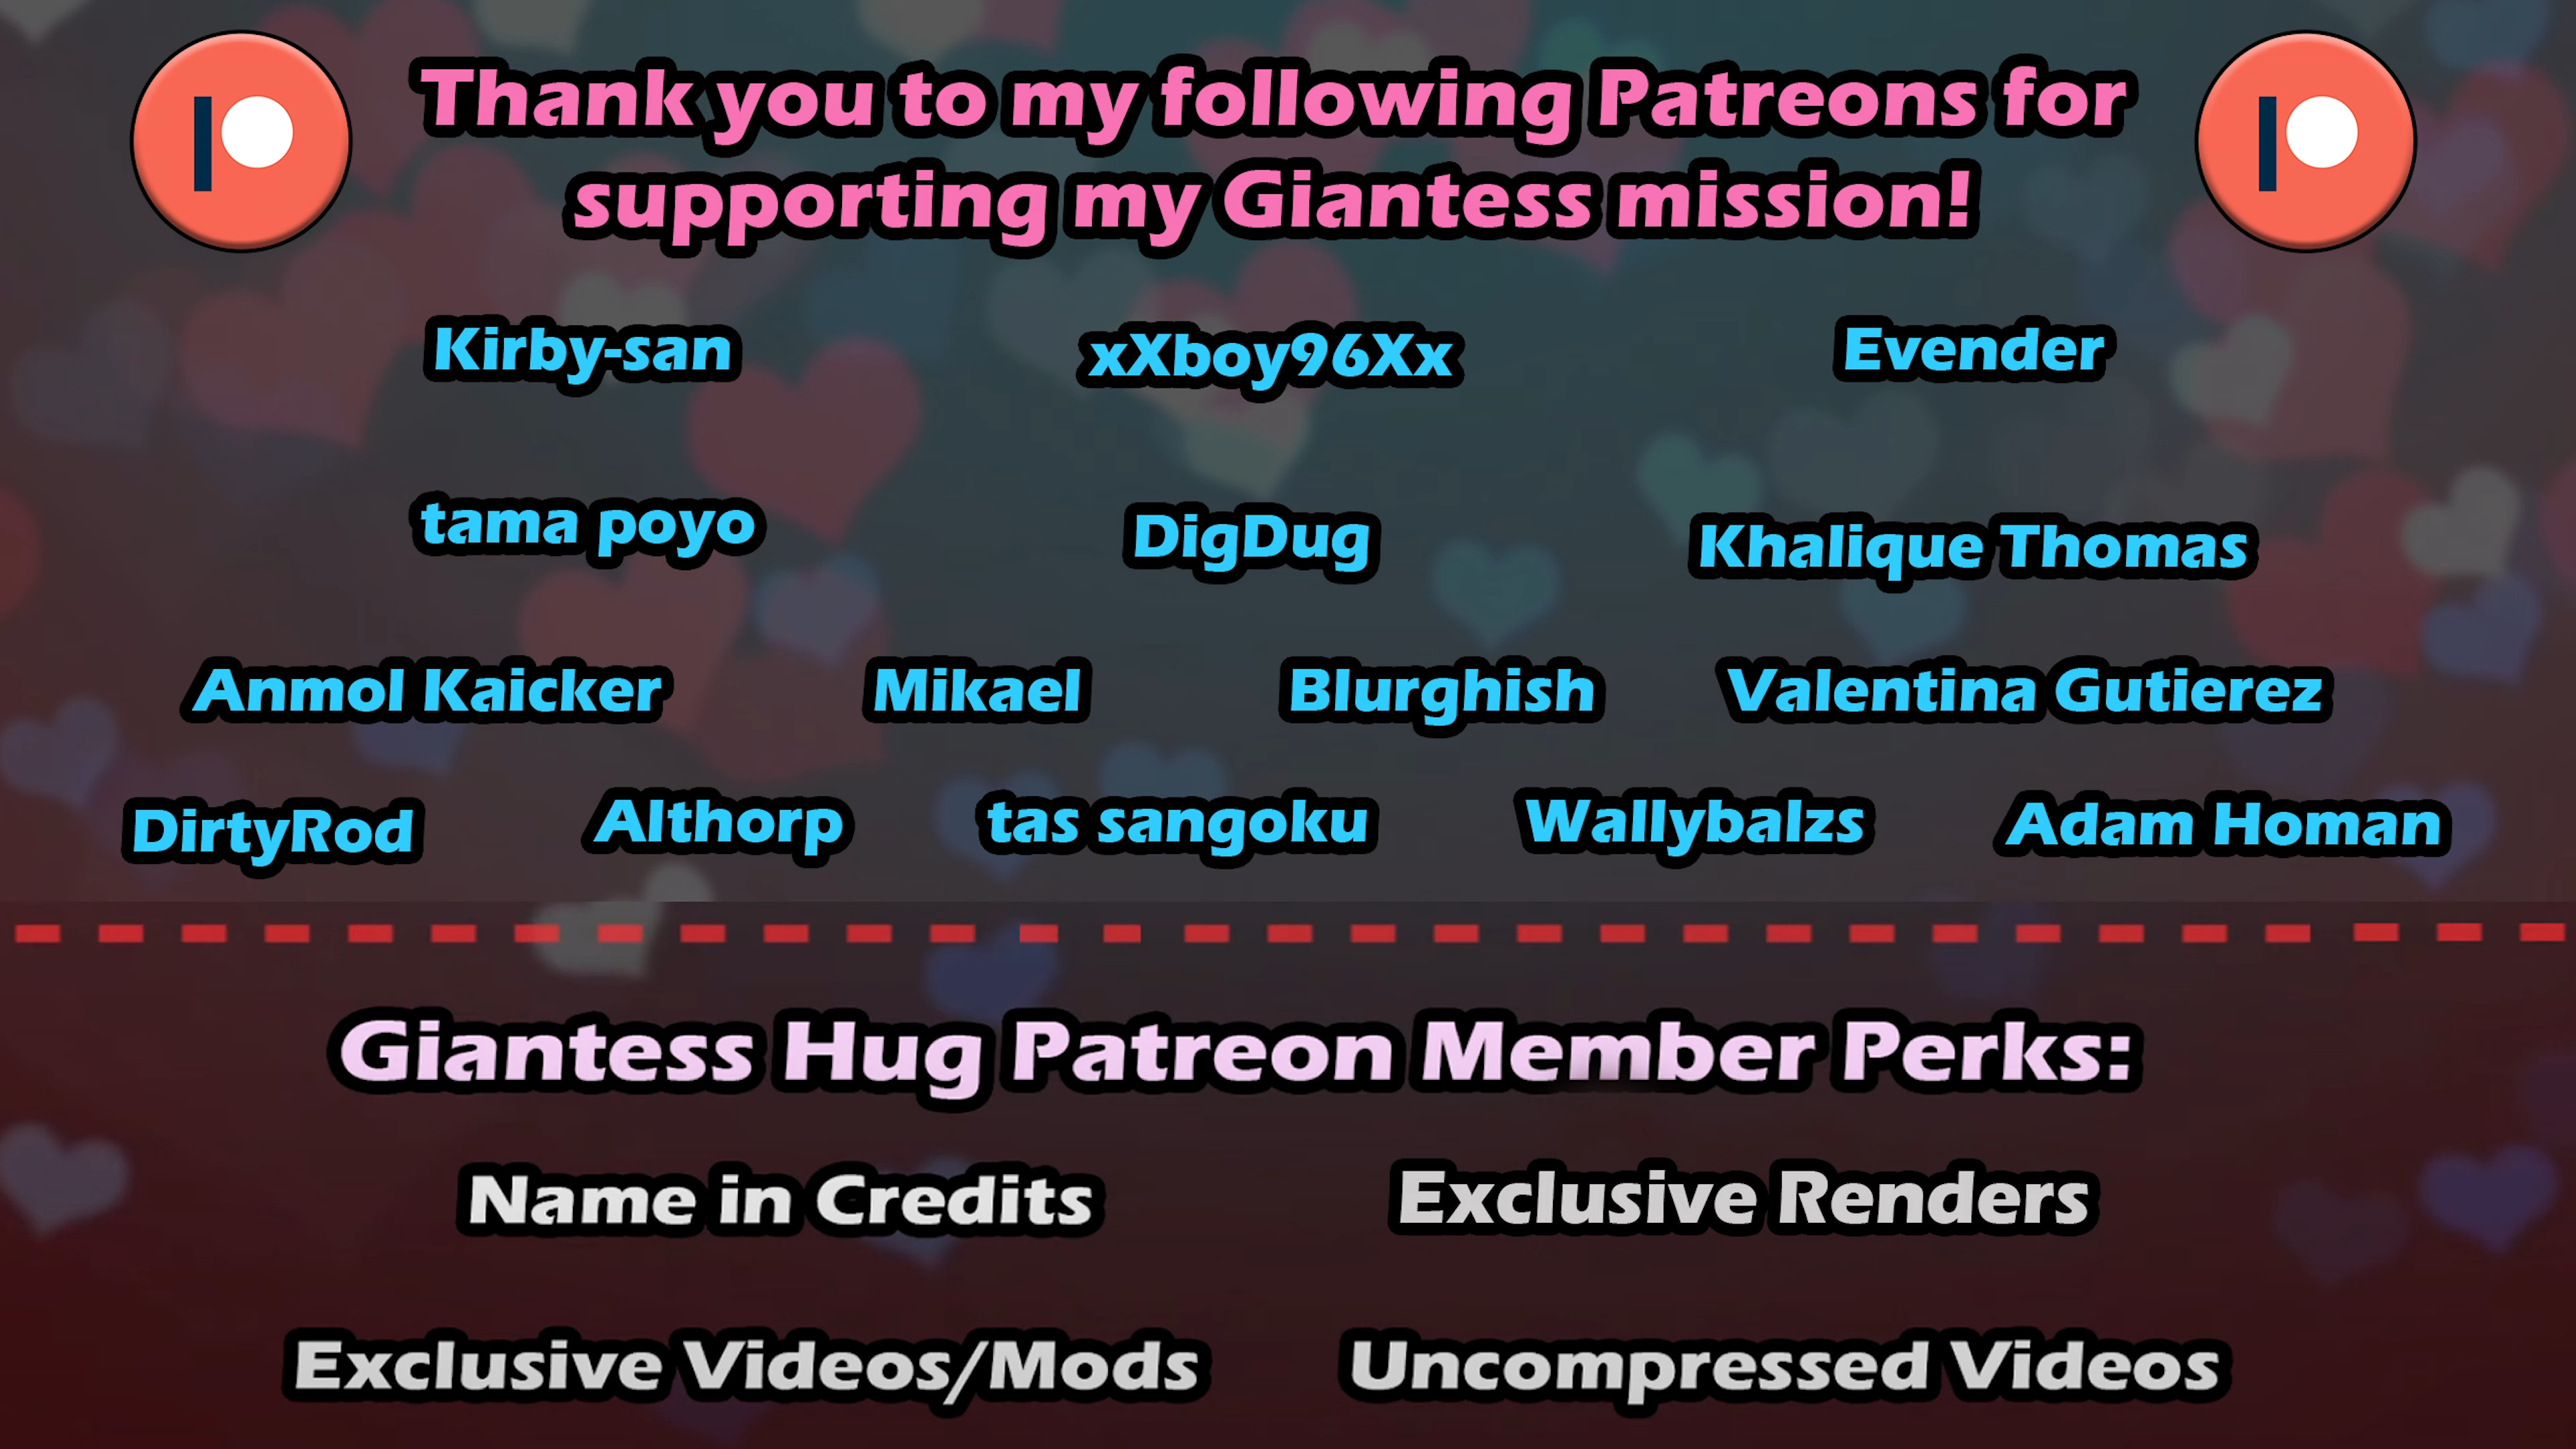 Thank you to my following Patreons for
supporting my Giantess mission!
Kirby-san xXboy96Xx Evender
tama poyo DigDug Khalique Thomas
Anmol Kaicker Mikael Blurghish Valentina Gutierez
DirtyRod Althorp tas sangoku Wallybalzs Adam Homan
Giantess Hug Patreon Member Perks:
Name in Credits Exclusive Renders
Exclusive Videos/Mods Uncompressed Videos